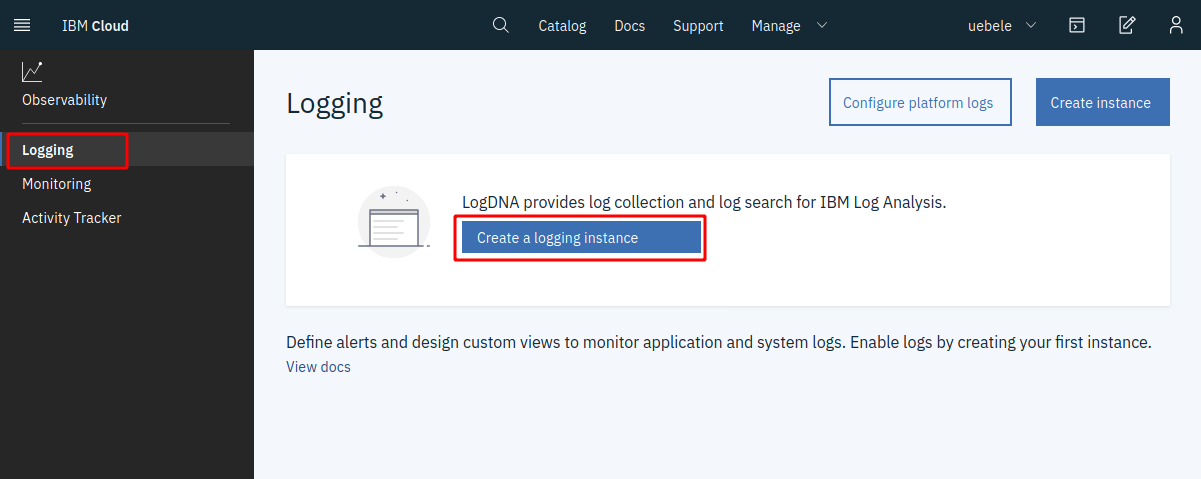 IBM Cloud
Catalog
Docs
Support
Manage
uebele
Observability
Logging
Monitoring
Activity Tracker
Logging
Configure platform logs
Create instance
LogDNA provides log collection and log search for IBM Log Analysis.
Create a logging instance
Define alerts and design custom views to monitor application and system logs. Enable logs by creating your first instance.
View docs